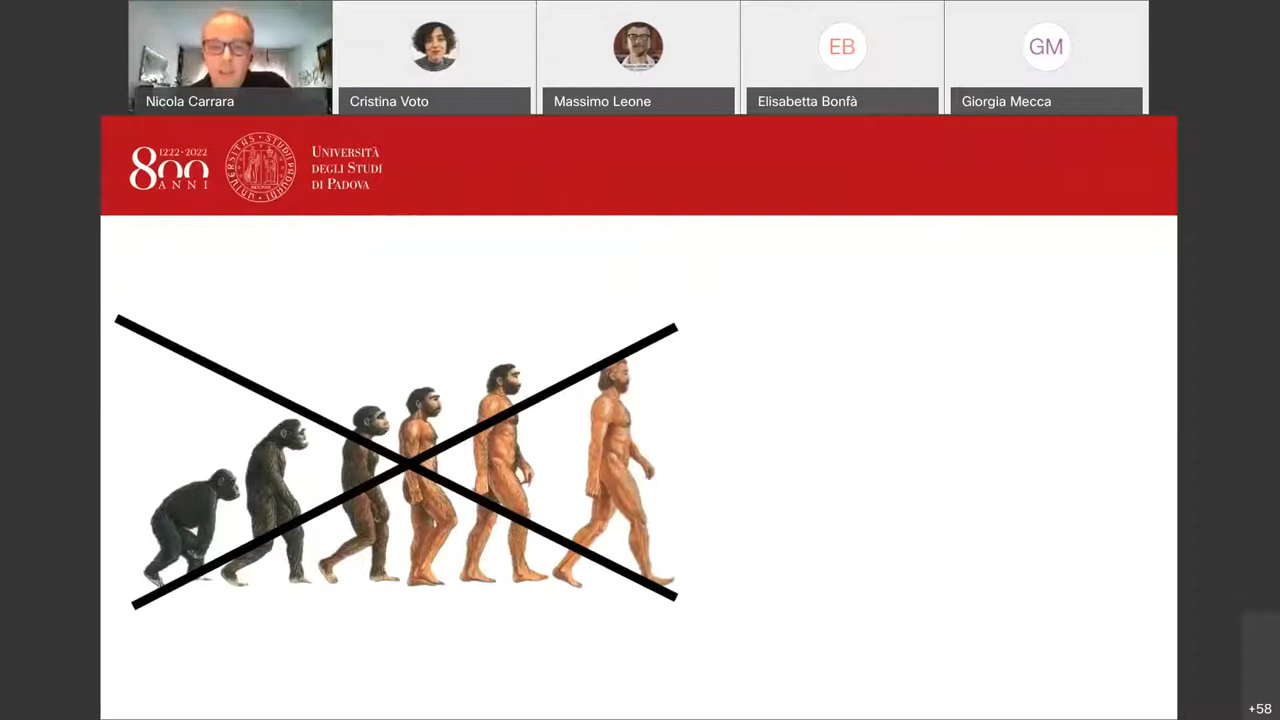 Nicola Carrara
Cristina Voto
Massimo Leone
EB
Elisabetta Bonfà
GM
Giorgia Mecca
1222·2022
800
ANNI
UNIVERSITÀ
DEGLI STUDI
DI PADOVA
+58